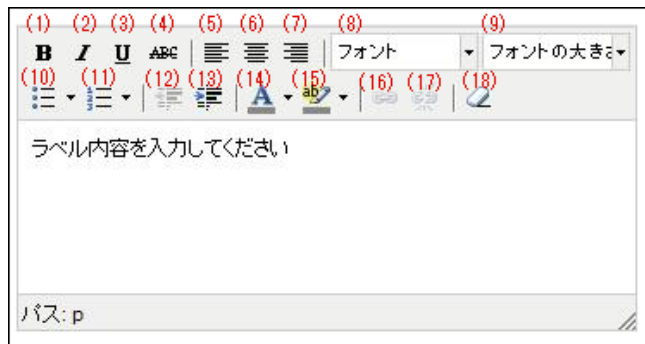 (1) (2) (3) (4) (5) (6) (7) (8) (9)
B I U ABC フォント フォントの大きさ
(10) (11) (12) (13) (14) (15) (16) (17) (18)
A ab
ラベル内容を入力してください
パス: p